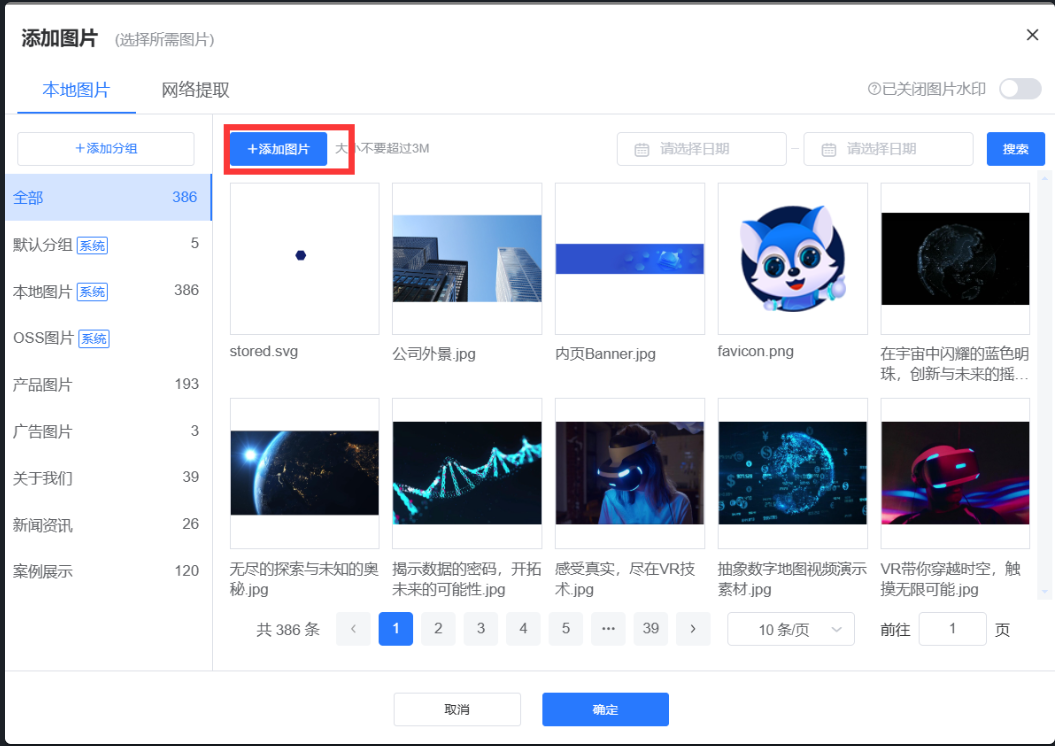 添加图片 (选择所需图片)
本地图片 网络提取
?已关闭图片水印
+添加分组
+添加图片 大小不要超过3M
请选择日期 – 请选择日期 搜索
全部 386
默认分组 系统 5
本地图片 系统 386
OSS图片 系统
产品图片 193
广告图片 3
关于我们 39
新闻资讯 26
案例展示 120
stored.svg
公司外景.jpg
内页Banner.jpg
favicon.png
在宇宙中闪耀的蓝色明
珠，创新与未来的摇...
无尽的探索与未知的奥
秘.jpg
揭示数据的密码，开拓
未来的可能性.jpg
感受真实，尽在VR技
术.jpg
抽象数字地图视频演示
素材.jpg
VR带你穿越时空，触
摸无限可能.jpg
共 386 条 < 1 2 3 4 5 ••• 39 > 10 条/页 前往 1 页
取消 确定